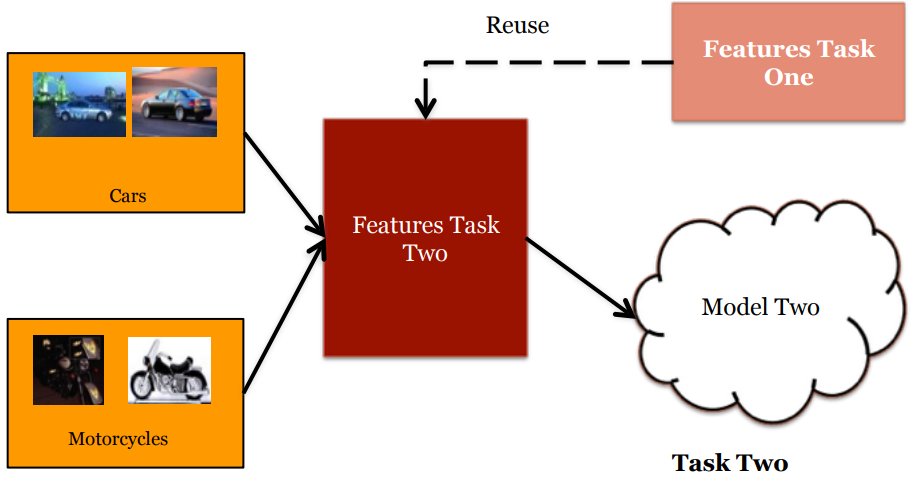 Reuse
Features Task
One
Cars
Features Task
Two
Model Two
Motorcycles
Task Two